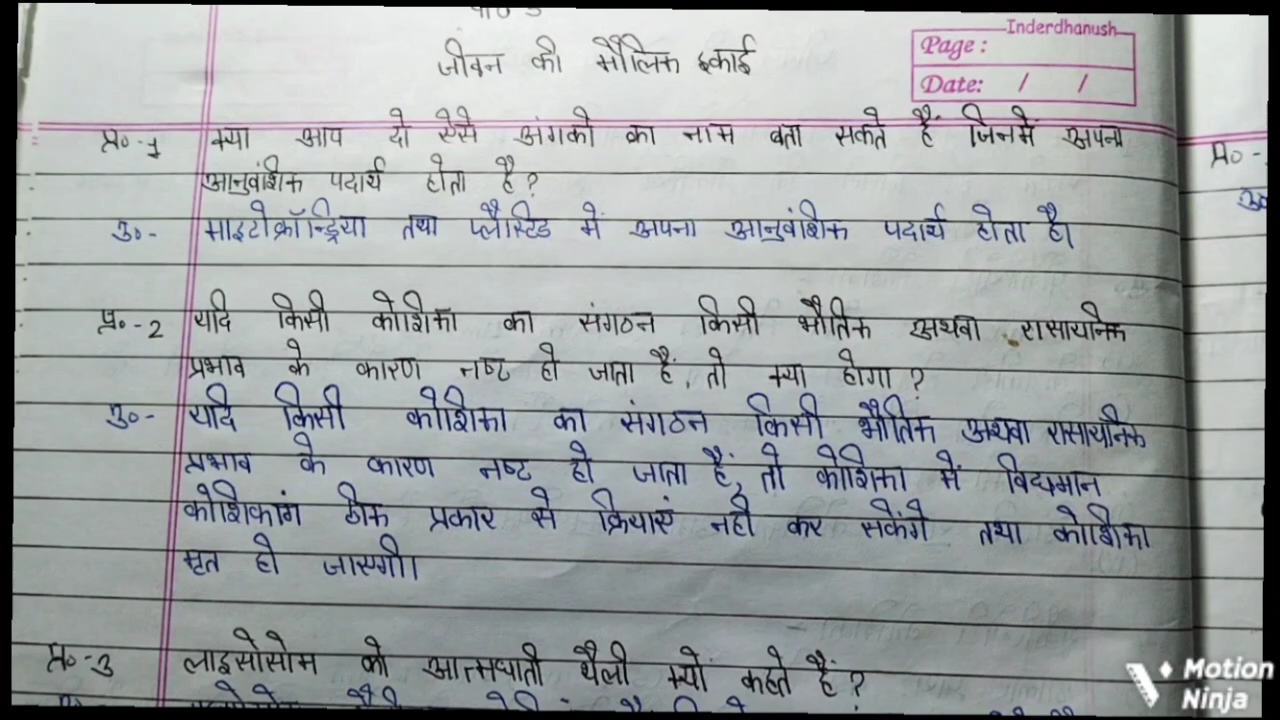 जीवन की मौलिक इकाई
Inderdhanush
Page :
Date: / /
प्र०-1 क्या आप दो ऐसे अंगकों का नाम बता सकते हैं जिनमें अपना
आनुवंशिक पदार्थ होता है?
उ०- माइटोक्रॉन्ड्रिया तथा प्लैस्टिड में अपना आनुवंशिक पदार्थ होता है।
प्र०-2 यदि किसी कोशिका का संगठन किसी भौतिक अथवा रासायनिक
प्रभाव के कारण नष्ट हो जाता है, तो क्या होगा?
उ०- यदि किसी कोशिका का संगठन किसी भौतिक अथवा रासायनिक
प्रभाव के कारण नष्ट हो जाता है, तो कोशिका में विद्यमान
कोशिकांग ठीक प्रकार से क्रियाएं नहीं कर सकेंगे तथा कोशिका
मृत हो जाएगी।
प्र०-3 लाइसोसोम को आत्मघाती थैली क्यों कहते हैं?
प्र०-
उ०
Motion
Ninja